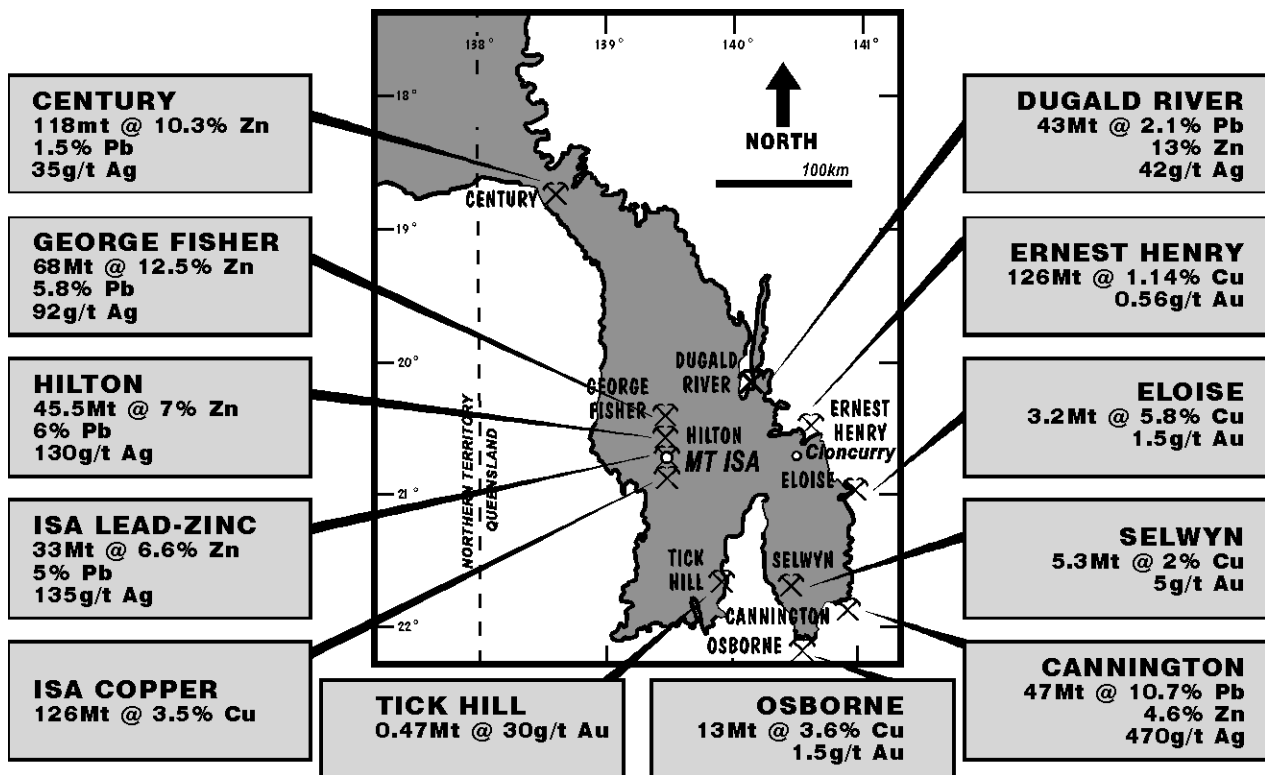 CENTURY
118mt @ 10.3% Zn
1.5% Pb
35g/t Ag
GEORGE FISHER
68Mt @ 12.5% Zn
5.8% Pb
92g/t Ag
HILTON
45.5Mt @ 7% Zn
6% Pb
130g/t Ag
ISA LEAD-ZINC
33Mt @ 6.6% Zn
5% Pb
135g/t Ag
ISA COPPER
126Mt @ 3.5% Cu
138°
139°
140°
141°
18°
19°
20°
21°
22°
NORTH
100km
CENTURY
DUGALD
RIVER
GEORGE
FISHER
HILTON
MT ISA
ERNEST
HENRY
Cloncurry
ELOISE
NORTHERN TERRITORY
QUEENSLAND
TICK
HILL
SELWYN
CANNINGTON
OSBORNE
TICK HILL
0.47Mt @ 30g/t Au
OSBORNE
13Mt @ 3.6% Cu
1.5g/t Au
DUGALD RIVER
43Mt @ 2.1% Pb
13% Zn
42g/t Ag
ERNEST HENRY
126Mt @ 1.14% Cu
0.56g/t Au
ELOISE
3.2Mt @ 5.8% Cu
1.5g/t Au
SELWYN
5.3Mt @ 2% Cu
5g/t Au
CANNINGTON
47Mt @ 10.7% Pb
4.6% Zn
470g/t Ag